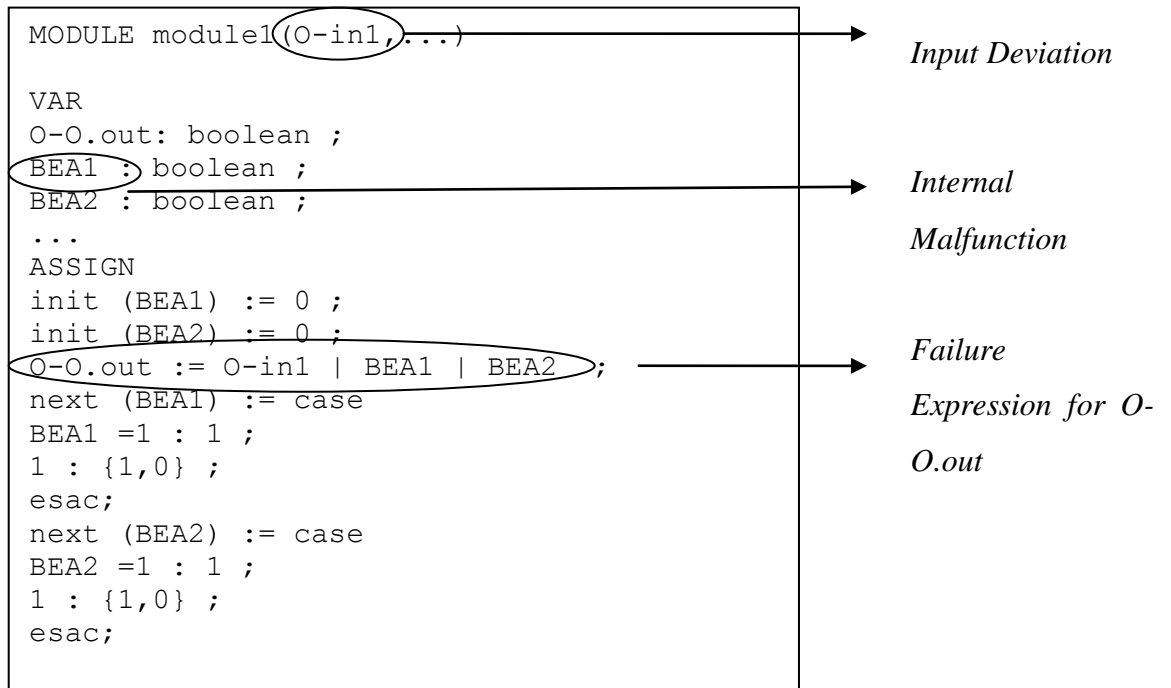 MODULE module1(O-in1,...)
VAR
O-O.out: boolean ;
BEA1 : boolean ;
BEA2 : boolean ;
...
ASSIGN
init (BEA1) := 0 ;
init (BEA2) := 0 ;
O-O.out := O-in1 | BEA1 | BEA2 ;
next (BEA1) := case
BEA1 =1 : 1 ;
1 : {1,0} ;
esac;
next (BEA2) := case
BEA2 =1 : 1 ;
1 : {1,0} ;
esac;
Input Deviation
Internal
Malfunction
Failure
Expression for O-
O.out